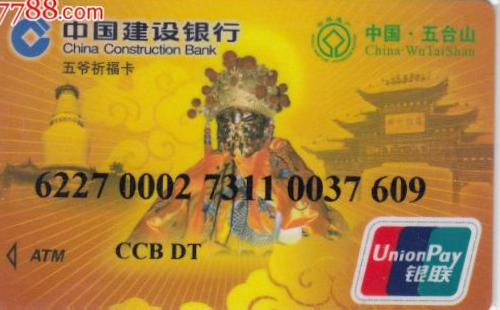 7788.com
中国建设银行
China Construction Bank
五爷祈福卡
中国·五台山
China·WuTaiShan
6227 0002 7311 0037 609
ATM
CCB DT
UnionPay
银联